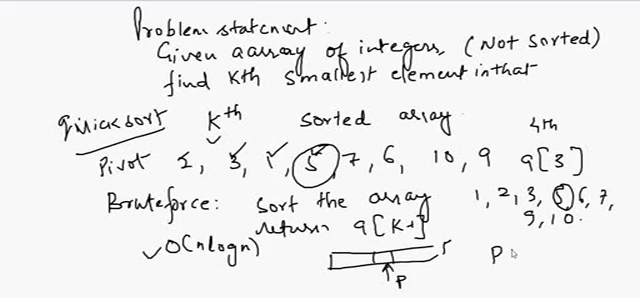 Problem statement:
Given a array of integers, (Not sorted)
find Kth smallest element in that
quicksort Kth sorted array 4th
Pivot 2, 3, 1, 5, 7, 6, 10, 9 a[3]
Bruteforce: sort the array 1, 2, 3, 5, 6, 7,
return a[K-1] 9, 10.
O(nlogn)
P
P